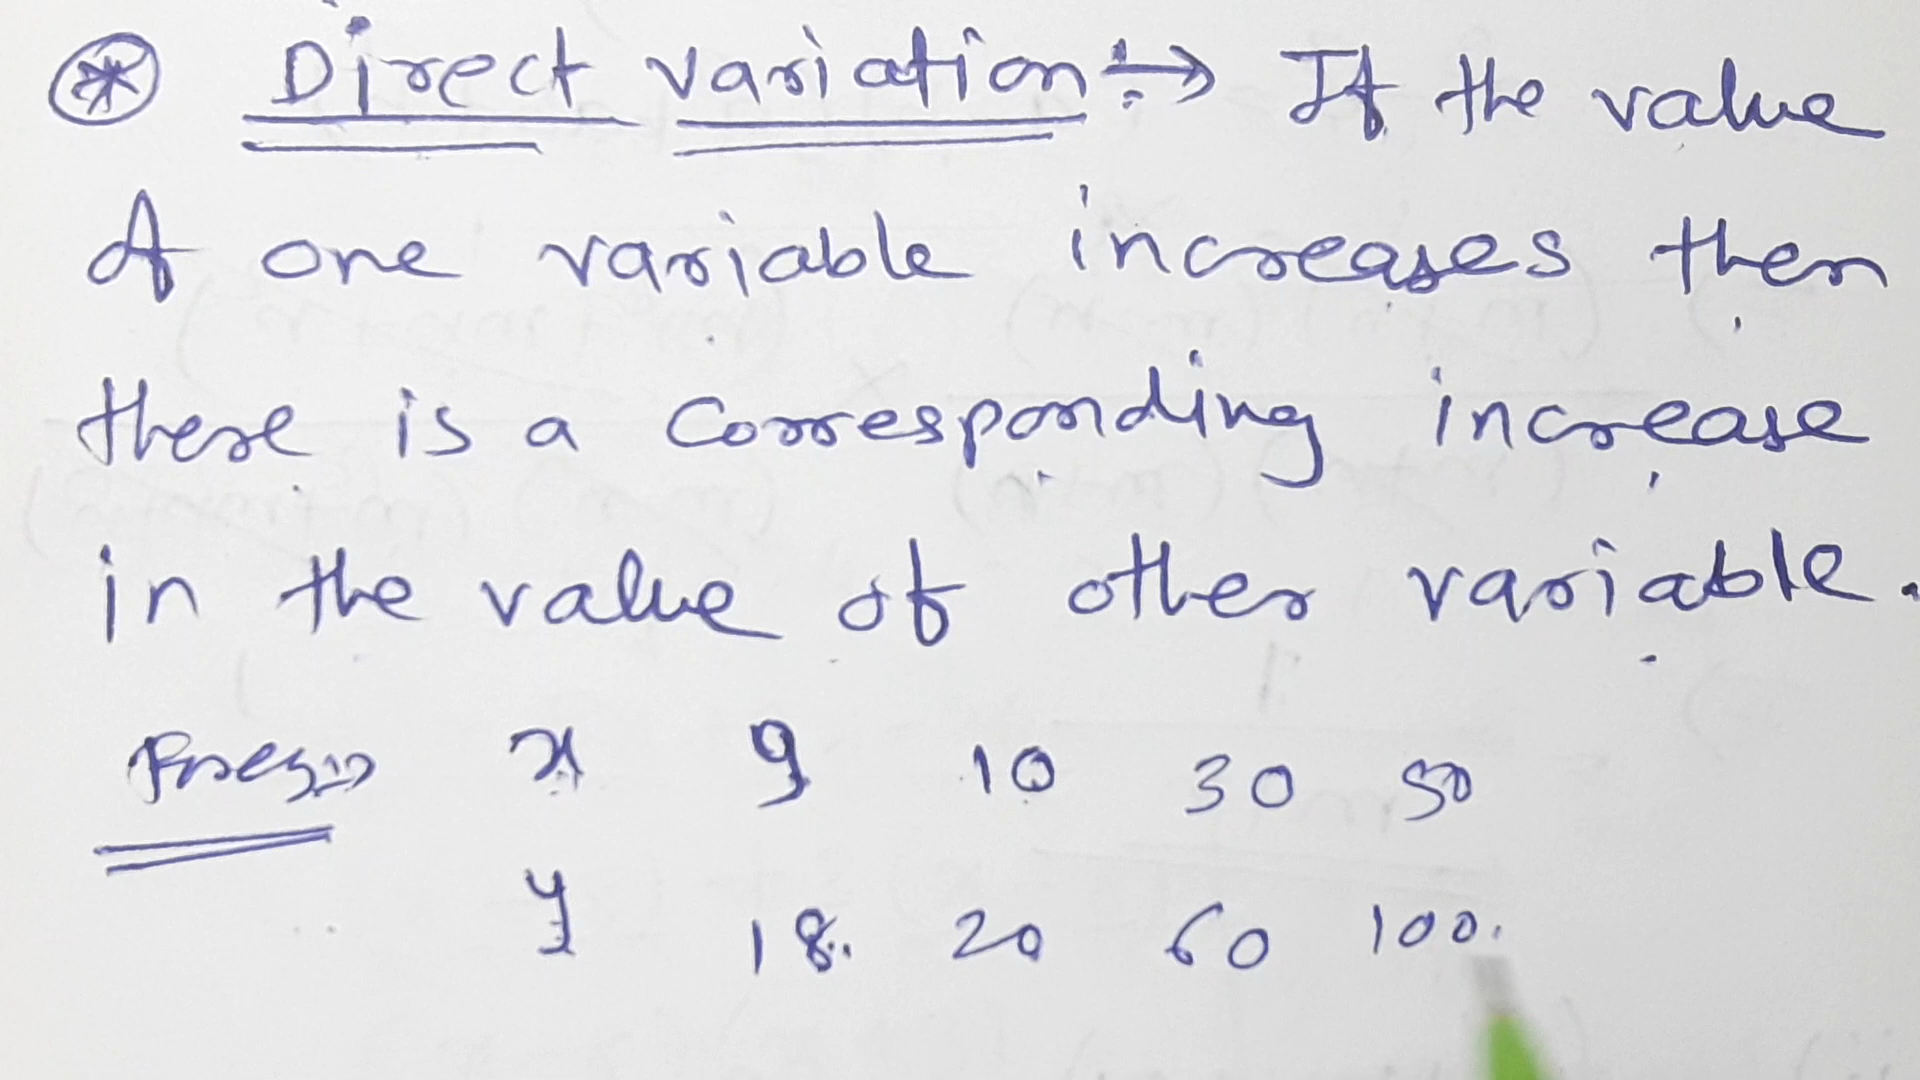 ⊛ Direct variation :→ If the value
of one variable increases then
there is a corresponding increase
in the value of other variable.
x 9 10 30 50
y 18. 20 60 100.